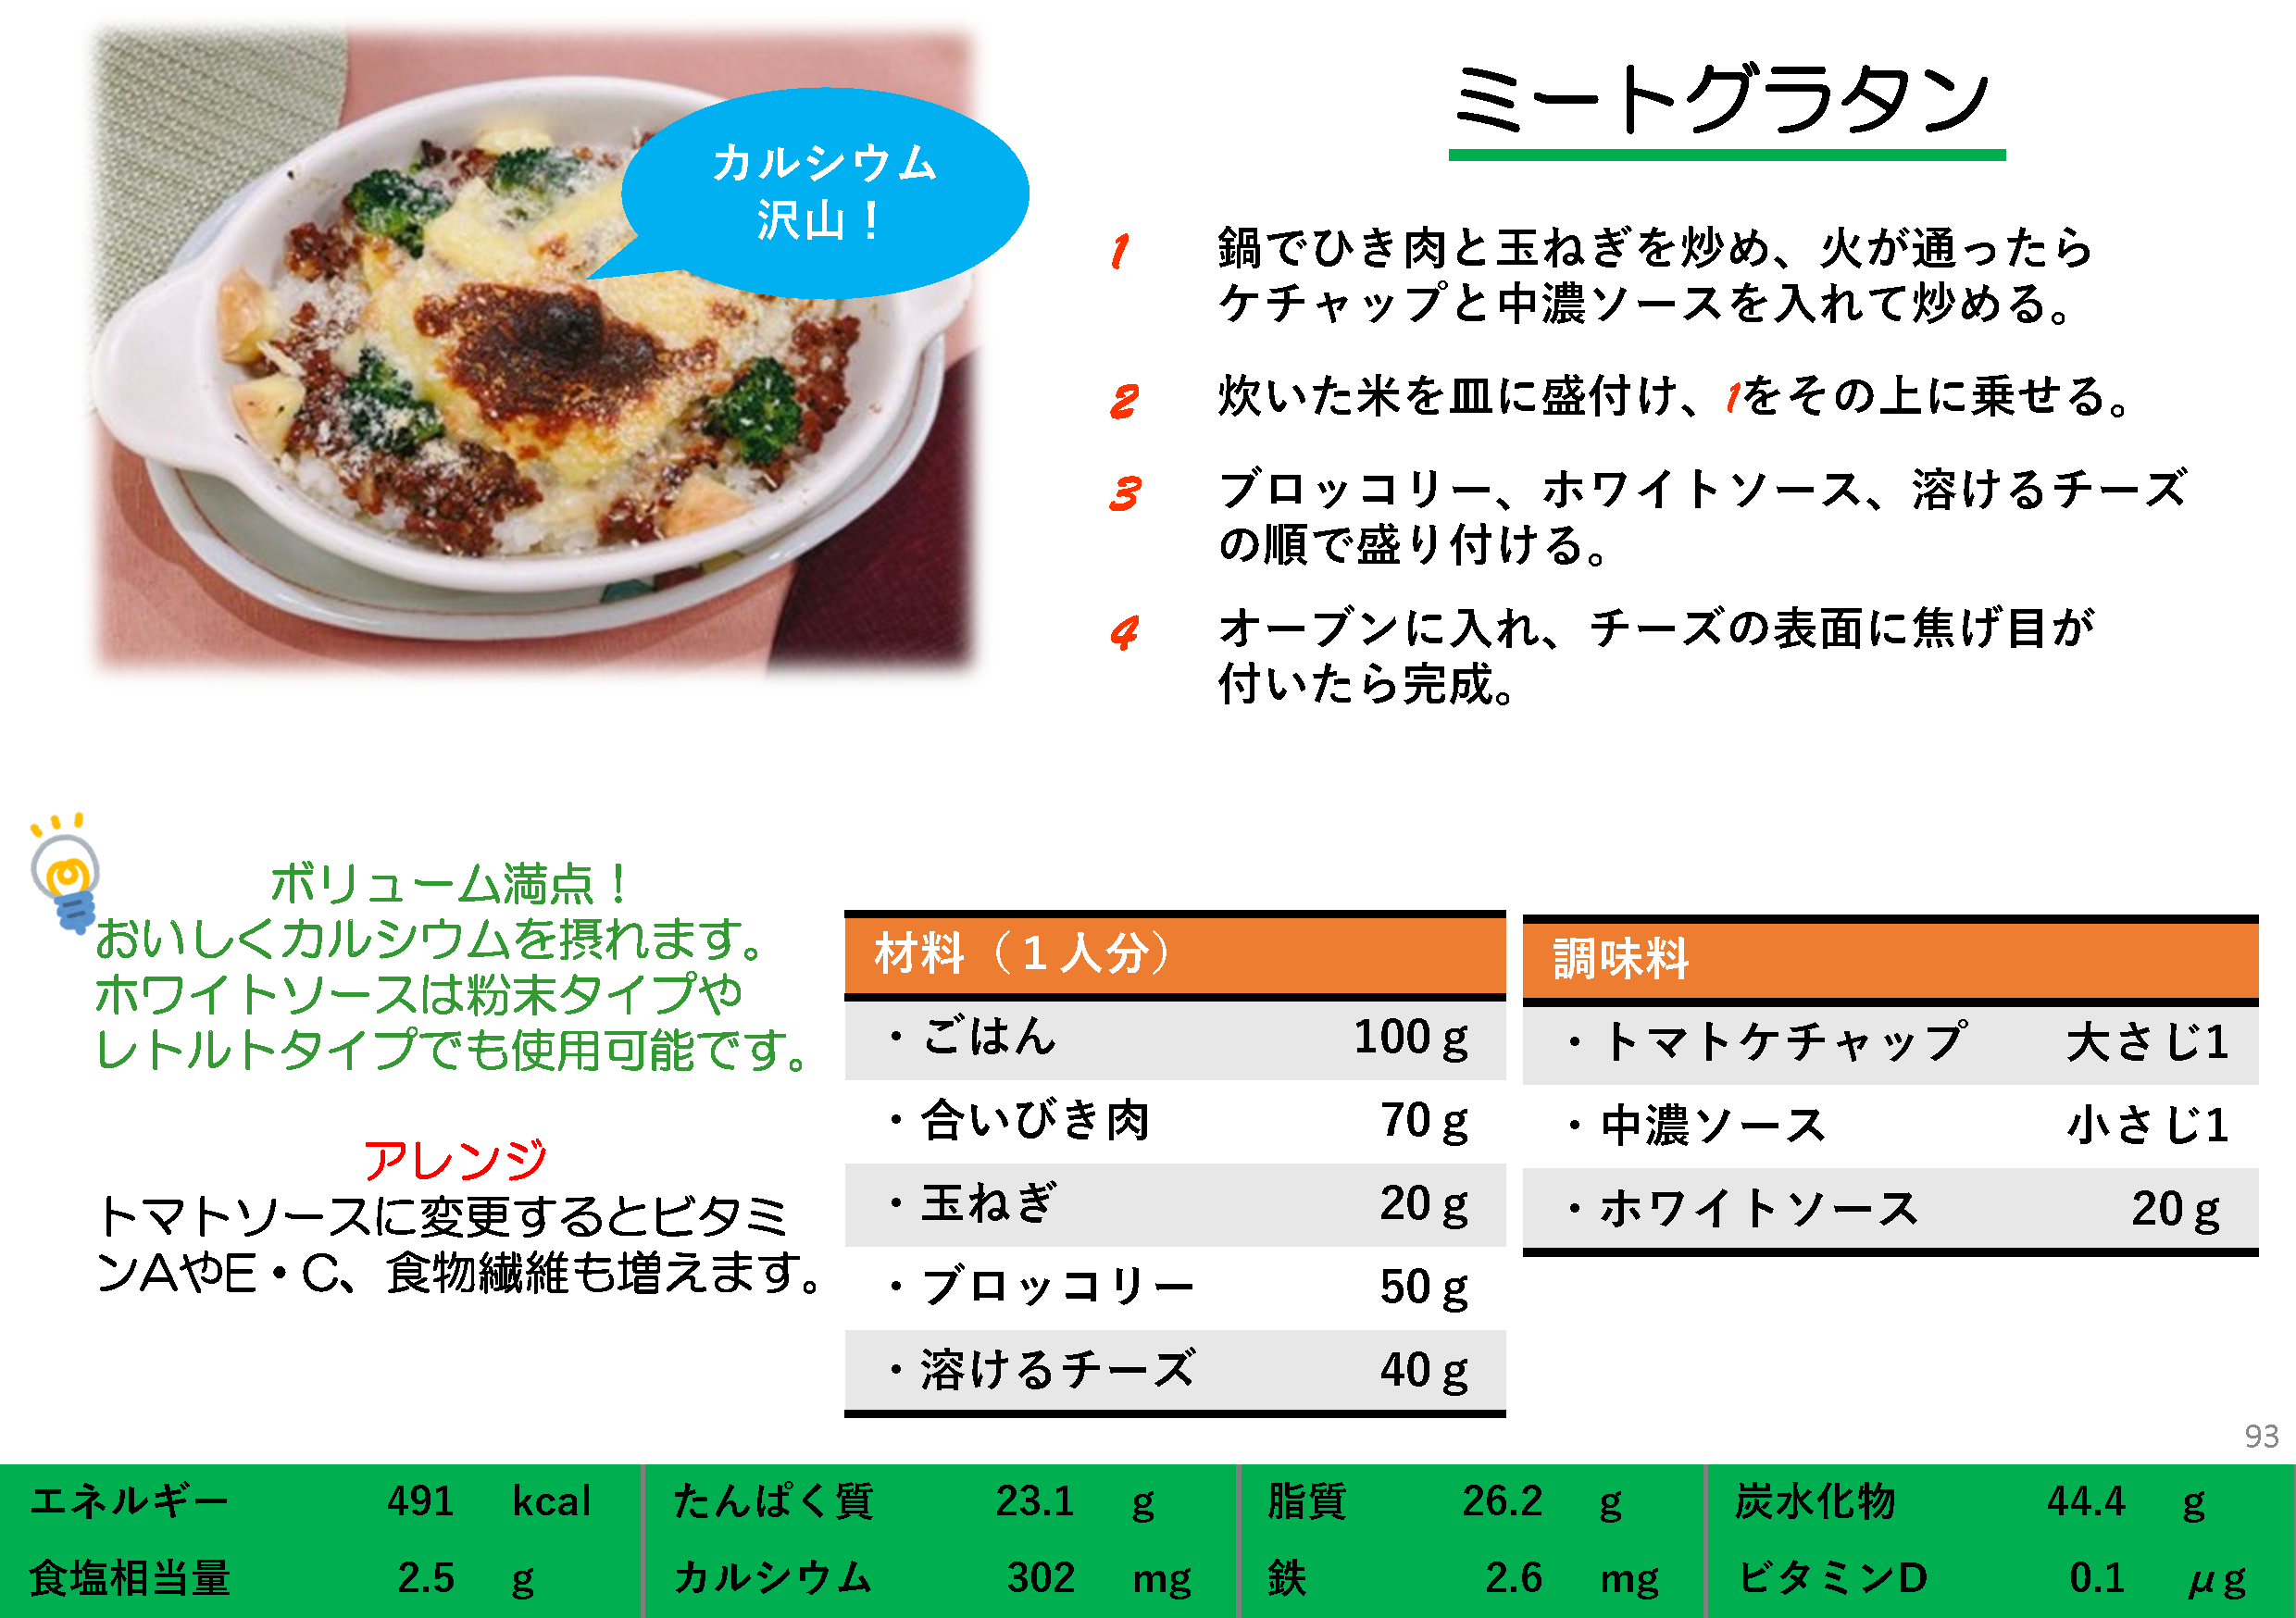 ミートグラタン
カルシウム
沢山！
1 鍋でひき肉と玉ねぎを炒め、火が通ったら
ケチャップと中濃ソースを入れて炒める。
2 炊いた米を皿に盛付け、1をその上に乗せる。
3 ブロッコリー、ホワイトソース、溶けるチーズ
の順で盛り付ける。
4 オーブンに入れ、チーズの表面に焦げ目が
付いたら完成。
ボリューム満点！
おいしくカルシウムを摂れます。
ホワイトソースは粉末タイプや
レトルトタイプでも使用可能です。
アレンジ
トマトソースに変更するとビタミ
ンAやE・C、食物繊維も増えます。
材料（１人分）
・ごはん 100 g
・合いびき肉 70 g
・玉ねぎ 20 g
・ブロッコリー 50 g
・溶けるチーズ 40 g
調味料
・トマトケチャップ 大さじ1
・中濃ソース 小さじ1
・ホワイトソース 20 g
93
エネルギー 491 kcal たんぱく質 23.1 g 脂質 26.2 g 炭水化物 44.4 g
食塩相当量 2.5 g カルシウム 302 mg 鉄 2.6 mg ビタミンD 0.1 μg